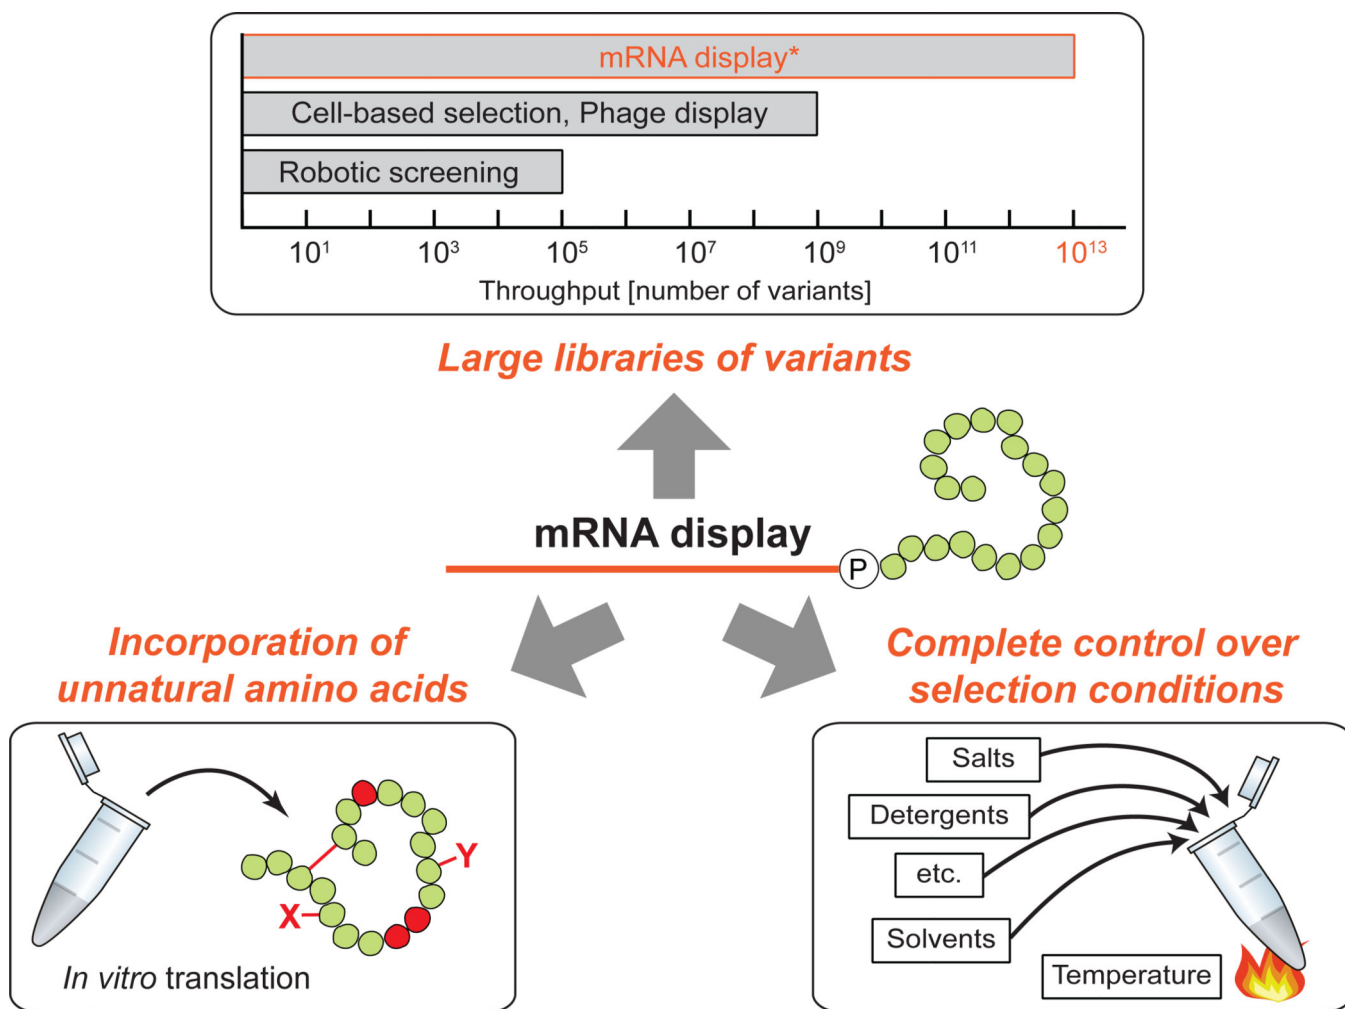 mRNA display*
Cell-based selection, Phage display
Robotic screening
10¹ 10³ 10⁵ 10⁷ 10⁹ 10¹¹ 10¹³
Throughput [number of variants]
Large libraries of variants
mRNA display
P
Incorporation of
unnatural amino acids
X
Y
In vitro translation
Complete control over
selection conditions
Salts
Detergents
etc.
Solvents
Temperature